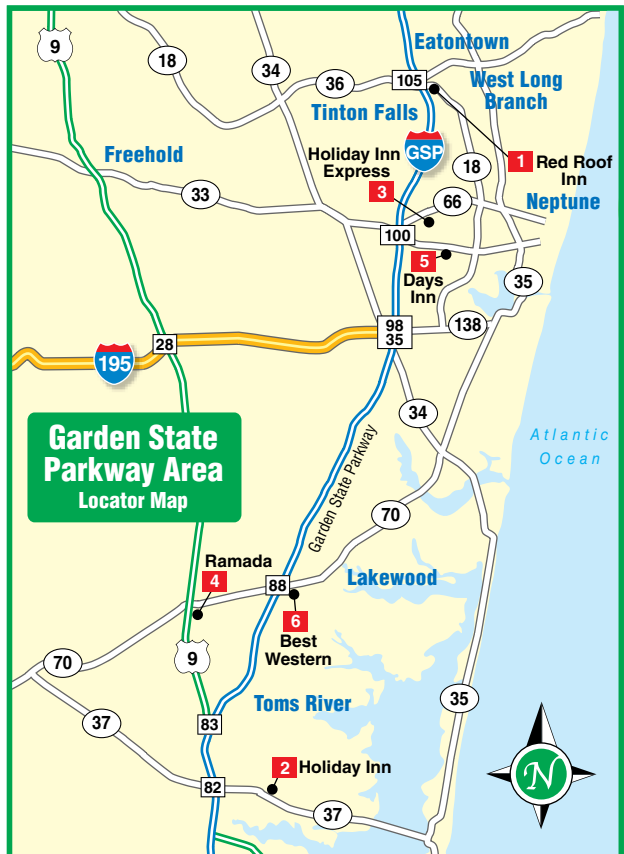 Eatontown
9
18
34
36
105
West Long
Branch
Tinton Falls
GSP
Freehold
Holiday Inn
Express
3
1
Red Roof
Inn
18
33
66
Neptune
100
5
Days
Inn
35
98
35
138
28
195
34
Garden State
Parkway Area
Locator Map
Atlantic
Ocean
Garden State Parkway
70
Ramada
4
88
Lakewood
6
Best
Western
9
70
Toms River
35
37
83
2
Holiday Inn
82
37
N